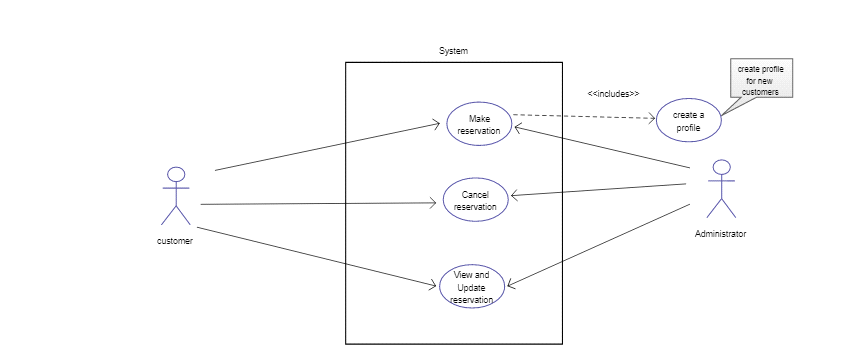 System
create profile
for new
customers
<<includes>>
Make
reservation
create a
profile
Cancel
reservation
customer
Administrator
View and
Update
reservation